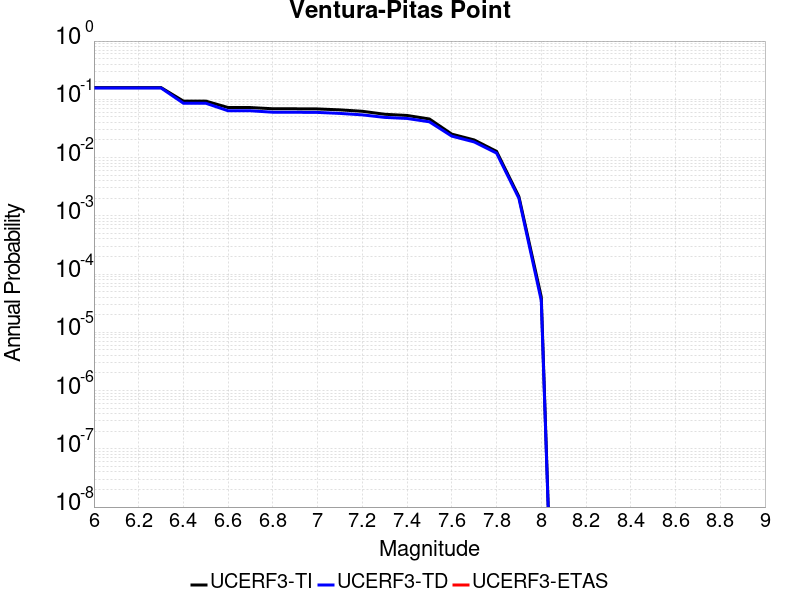 Ventura-Pitas Point
10^0
10^-1
10^-2
10^-3
10^-4
10^-5
10^-6
10^-7
10^-8
Annual Probability
6 6.2 6.4 6.6 6.8 7 7.2 7.4 7.6 7.8 8 8.2 8.4 8.6 8.8 9
Magnitude
UCERF3-TI UCERF3-TD UCERF3-ETAS